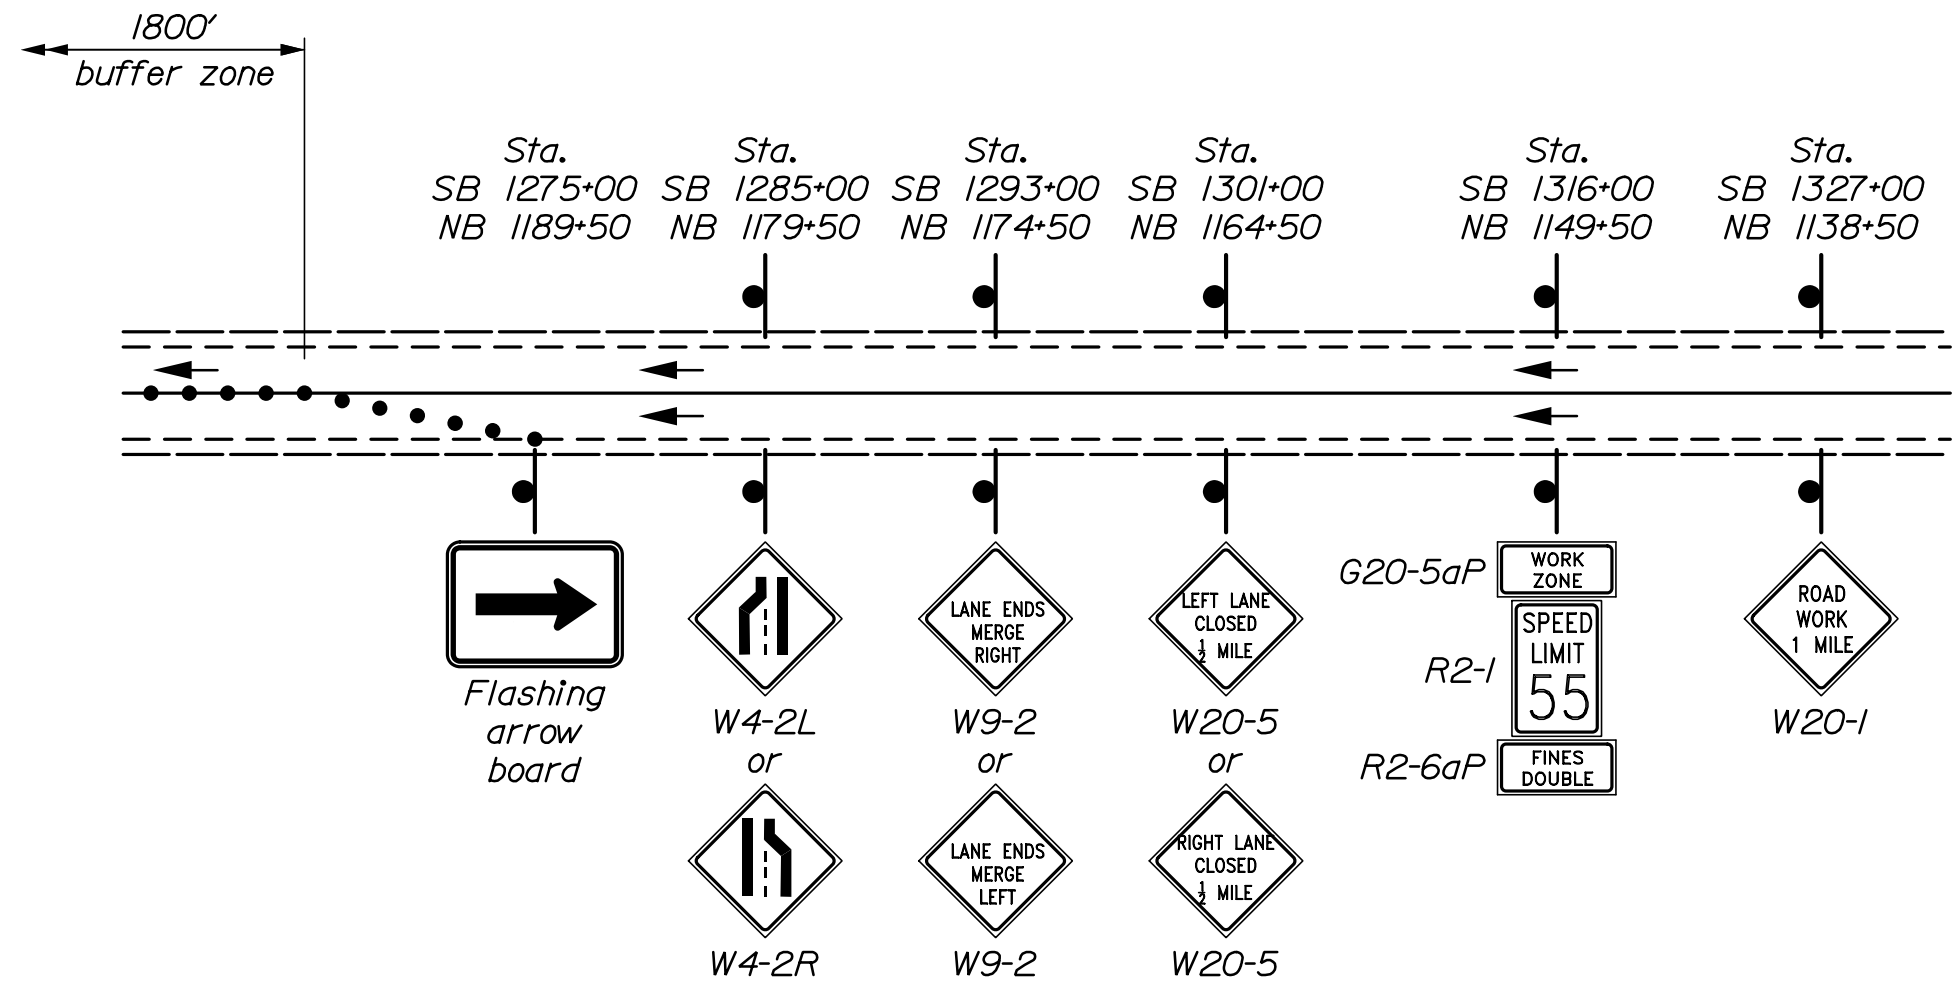 1800'
buffer zone
Sta.
SB 1275+00
NB 1189+50
Sta.
SB 1285+00
NB 1179+50
Sta.
SB 1293+00
NB 1174+50
Sta.
SB 1301+00
NB 1164+50
Sta.
SB 1316+00
NB 1149+50
Sta.
SB 1327+00
NB 1138+50
Flashing
arrow
board
W4-2L
or
W4-2R
LANE ENDS
MERGE
RIGHT
W9-2
or
LANE ENDS
MERGE
LEFT
W9-2
LEFT LANE
CLOSED
1/2 MILE
W20-5
or
RIGHT LANE
CLOSED
1/2 MILE
W20-5
G20-5aP
WORK
ZONE
R2-1
SPEED
LIMIT
55
R2-6aP
FINES
DOUBLE
ROAD
WORK
1 MILE
W20-1